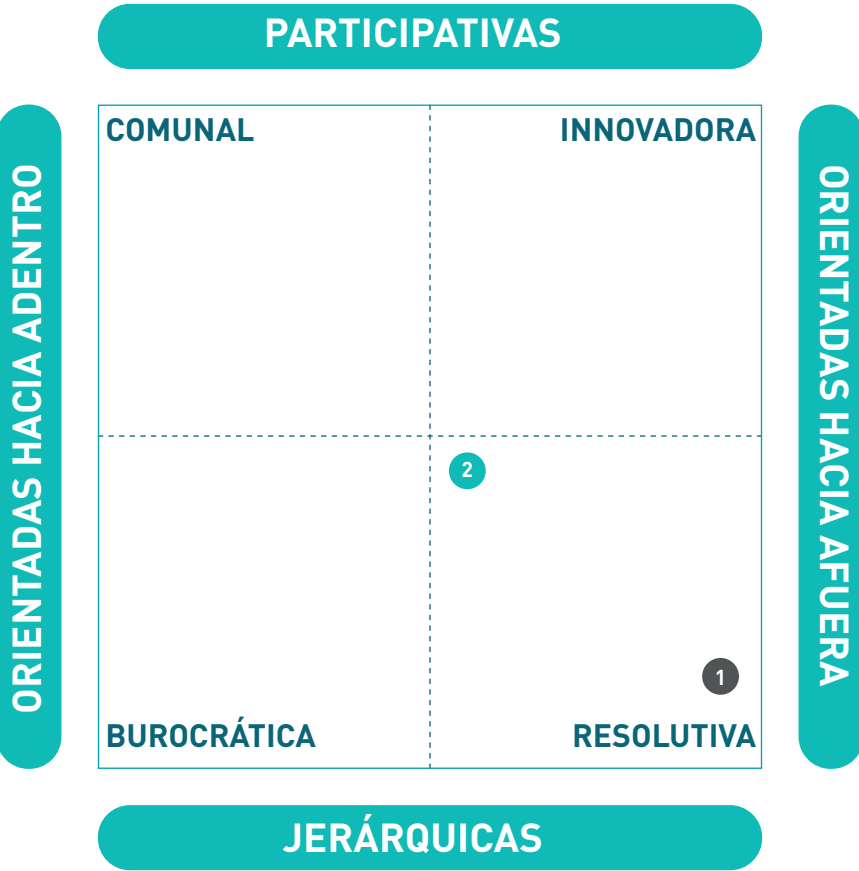 PARTICIPATIVAS
ORIENTADAS HACIA ADENTRO
COMUNAL
INNOVADORA
ORIENTADAS HACIA AFUERA
2
1
BUROCRÁTICA
RESOLUTIVA
JERÁRQUICAS